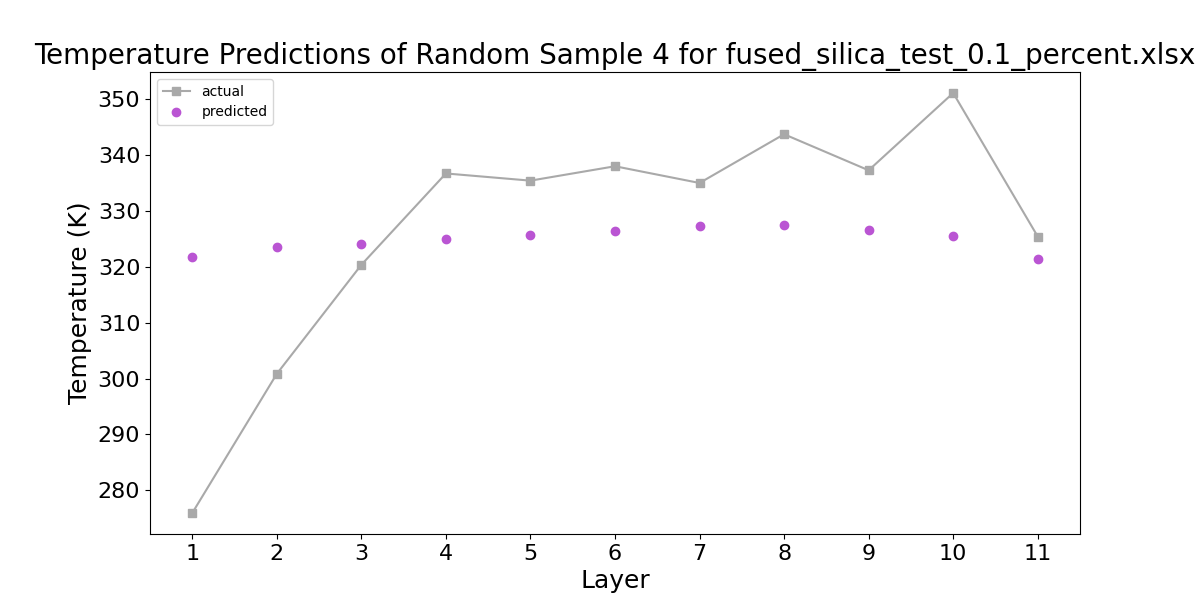 Temperature Predictions of Random Sample 4 for fused_silica_test_0.1_percent.xlsx
actual
predicted
350
340
330
320
310
300
290
280
Temperature (K)
1 2 3 4 5 6 7 8 9 10 11
Layer